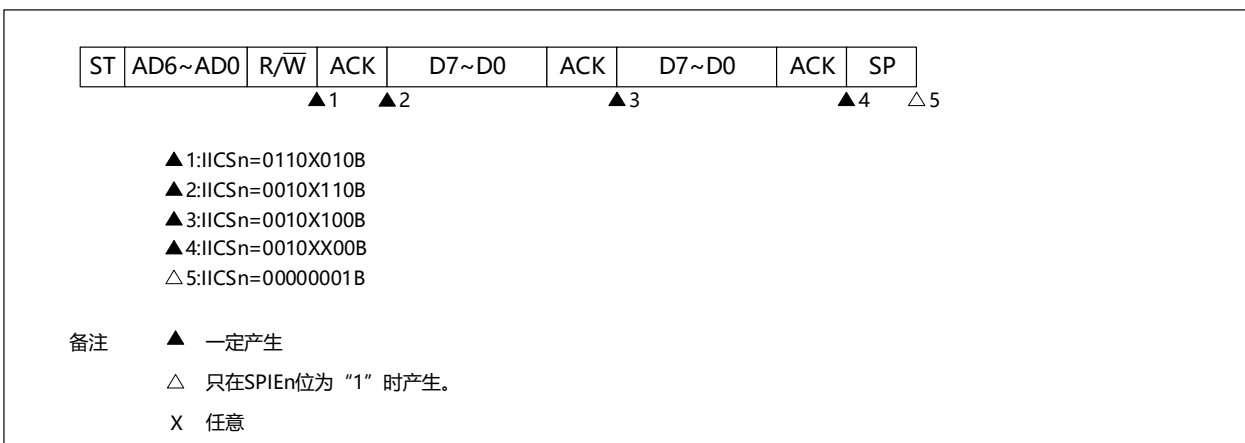 ST AD6~AD0 R/W̅ ACK D7~D0 ACK D7~D0 ACK SP
▲1 ▲2 ▲3 ▲4 △5
▲1:IICSn=0110X010B
▲2:IICSn=0010X110B
▲3:IICSn=0010X100B
▲4:IICSn=0010XX00B
△5:IICSn=00000001B
备注 ▲ 一定产生
△ 只在SPIEn位为“1”时产生。
X 任意